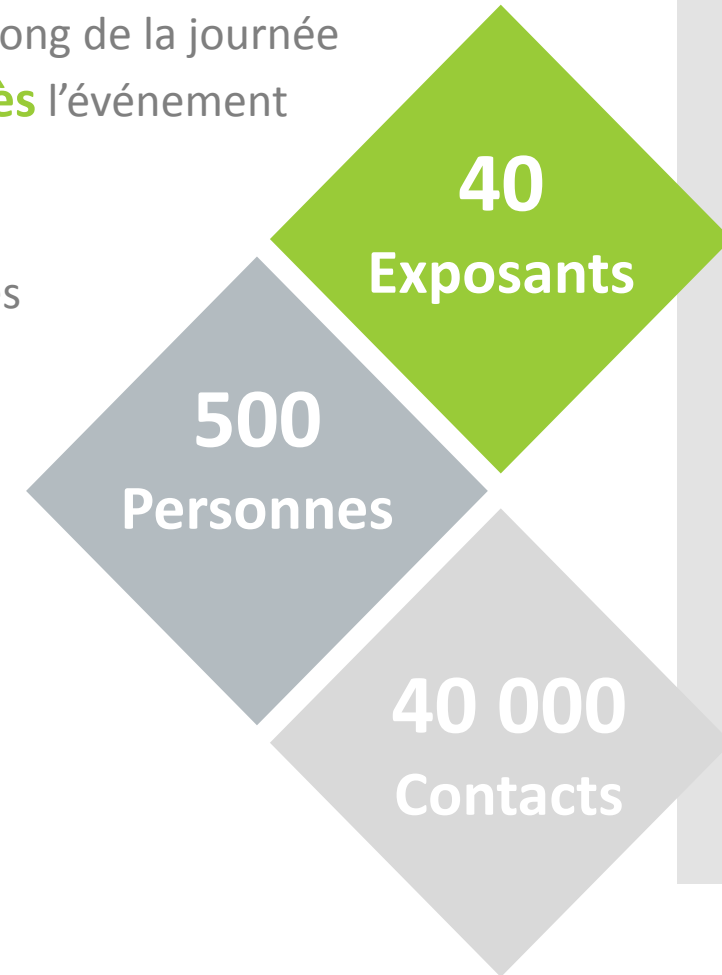 ong de la journée
ès l’événement
s
40
Exposants
500
Personnes
40 000
Contacts